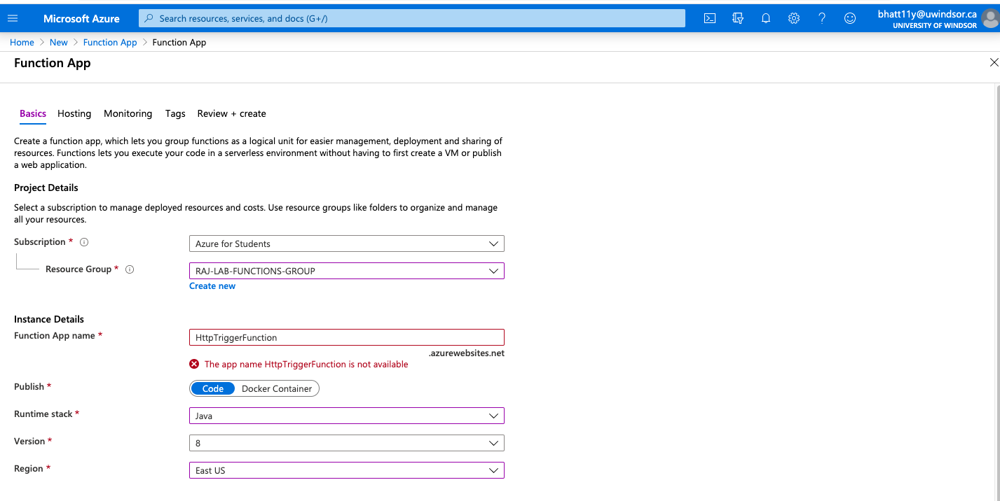 Microsoft Azure
Search resources, services, and docs (G+/)
bhatt11y@uwindsor.ca
UNIVERSITY OF WINDSOR
Home > New > Function App > Function App
Function App
Basics Hosting Monitoring Tags Review + create
Create a function app, which lets you group functions as a logical unit for easier management, deployment and sharing of
resources. Functions lets you execute your code in a serverless environment without having to first create a VM or publish
a web application.
Project Details
Select a subscription to manage deployed resources and costs. Use resource groups like folders to organize and manage
all your resources.
Subscription * Azure for Students
Resource Group * RAJ-LAB-FUNCTIONS-GROUP
Create new
Instance Details
Function App name * HttpTriggerFunction
.azurewebsites.net
The app name HttpTriggerFunction is not available
Publish * Code Docker Container
Runtime stack * Java
Version * 8
Region * East US